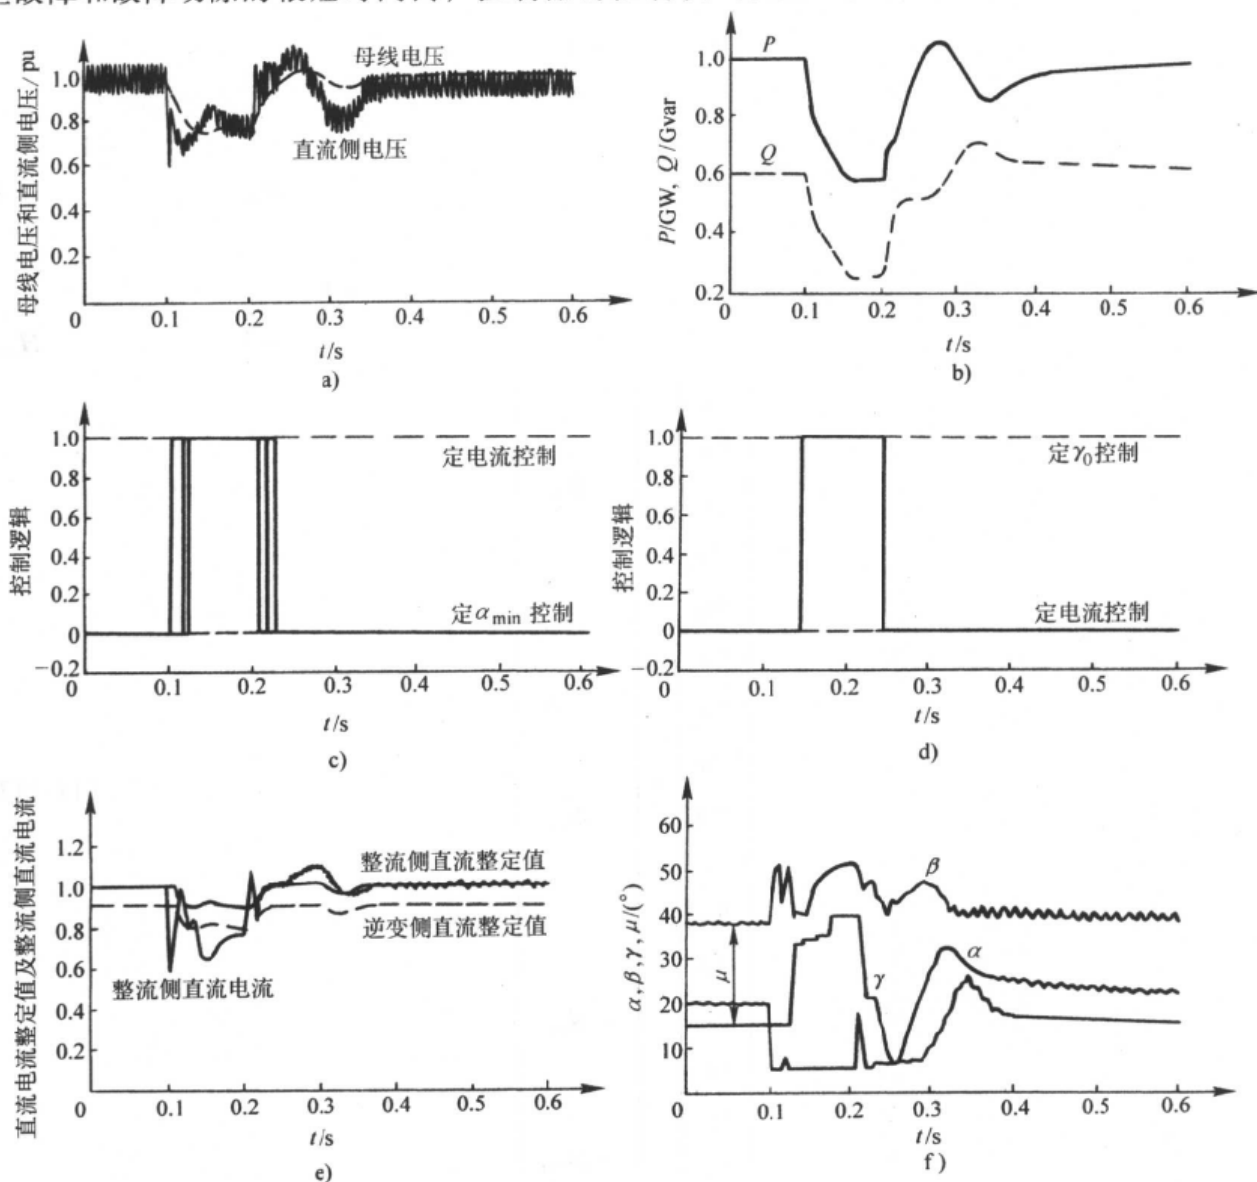 母线电压和直流侧电压/pu
1.0
0.8
0.6
0.4
0.2
母线电压
直流侧电压
0 0.1 0.2 0.3 0.4 0.5 0.6
t/s
a)
P/GW, Q/Gvar
1.0
0.8
0.6
0.4
0.2
P
Q
0 0.1 0.2 0.3 0.4 0.5 0.6
t/s
b)
控制逻辑
1.0
0.8
0.6
0.4
0.2
0
-0.2
定电流控制
定αmin 控制
0 0.1 0.2 0.3 0.4 0.5 0.6
t/s
c)
控制逻辑
1.0
0.8
0.6
0.4
0.2
0
-0.2
定γ0控制
定电流控制
0 0.1 0.2 0.3 0.4 0.5 0.6
t/s
d)
直流电流整定值及整流侧直流电流
1.2
1.0
0.8
0.6
0.4
0.2
整流侧直流整定值
逆变侧直流整定值
整流侧直流电流
0 0.1 0.2 0.3 0.4 0.5 0.6
t/s
e)
α, β, γ, μ/(°)
60
50
40
30
20
10
β
α
γ
μ
0 0.1 0.2 0.3 0.4 0.5 0.6
t/s
f)